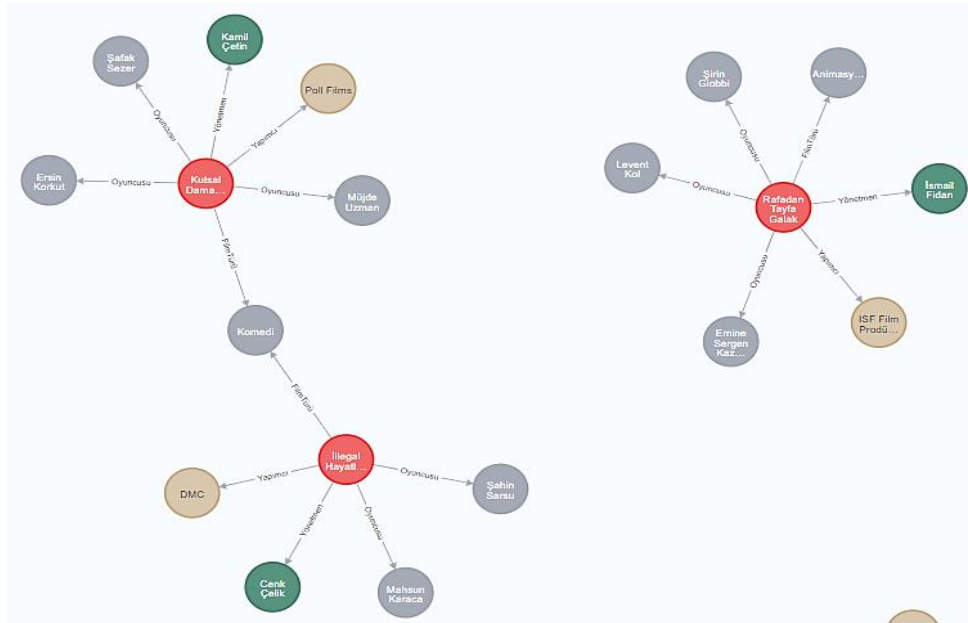 Kamil
Çetin
Şafak
Sezer
Poll Films
Oyuncusu
Yönetmen
Yapımcı
Ersin
Korkut
Oyuncusu
Kutsal
Dama...
Oyuncusu
Müjde
Uzman
FilmTürü
Komedi
FilmTürü
İllegal
Hayatl...
Yapımcı
DMC
Oyuncusu
Şahin
Sarsu
Yönetmen
Oyuncusu
Cenk
Çelik
Mahsun
Karaca
Şirin
Giobbi
Animasy...
Oyuncusu
FilmTürü
Levent
Kol
Oyuncusu
Rafadan
Tayfa
Galak
Yönetmen
İsmail
Fidan
Oyuncusu
Yapımcı
Emine
Sergen
Kaz...
ISF Film
Prodü...